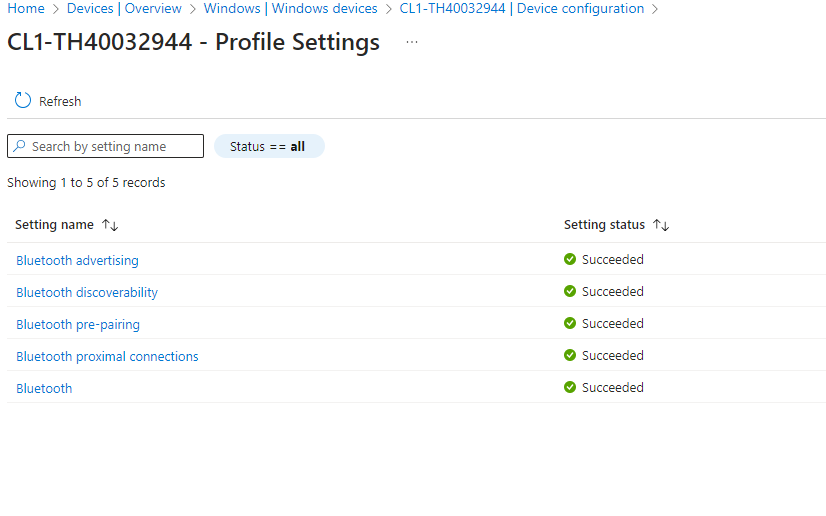 Home > Devices | Overview > Windows | Windows devices > CL1-TH40032944 | Device configuration >
CL1-TH40032944 - Profile Settings ...
Refresh
Search by setting name
Status == all
Showing 1 to 5 of 5 records
Setting name ↑↓ Setting status ↑↓
Bluetooth advertising Succeeded
Bluetooth discoverability Succeeded
Bluetooth pre-pairing Succeeded
Bluetooth proximal connections Succeeded
Bluetooth Succeeded